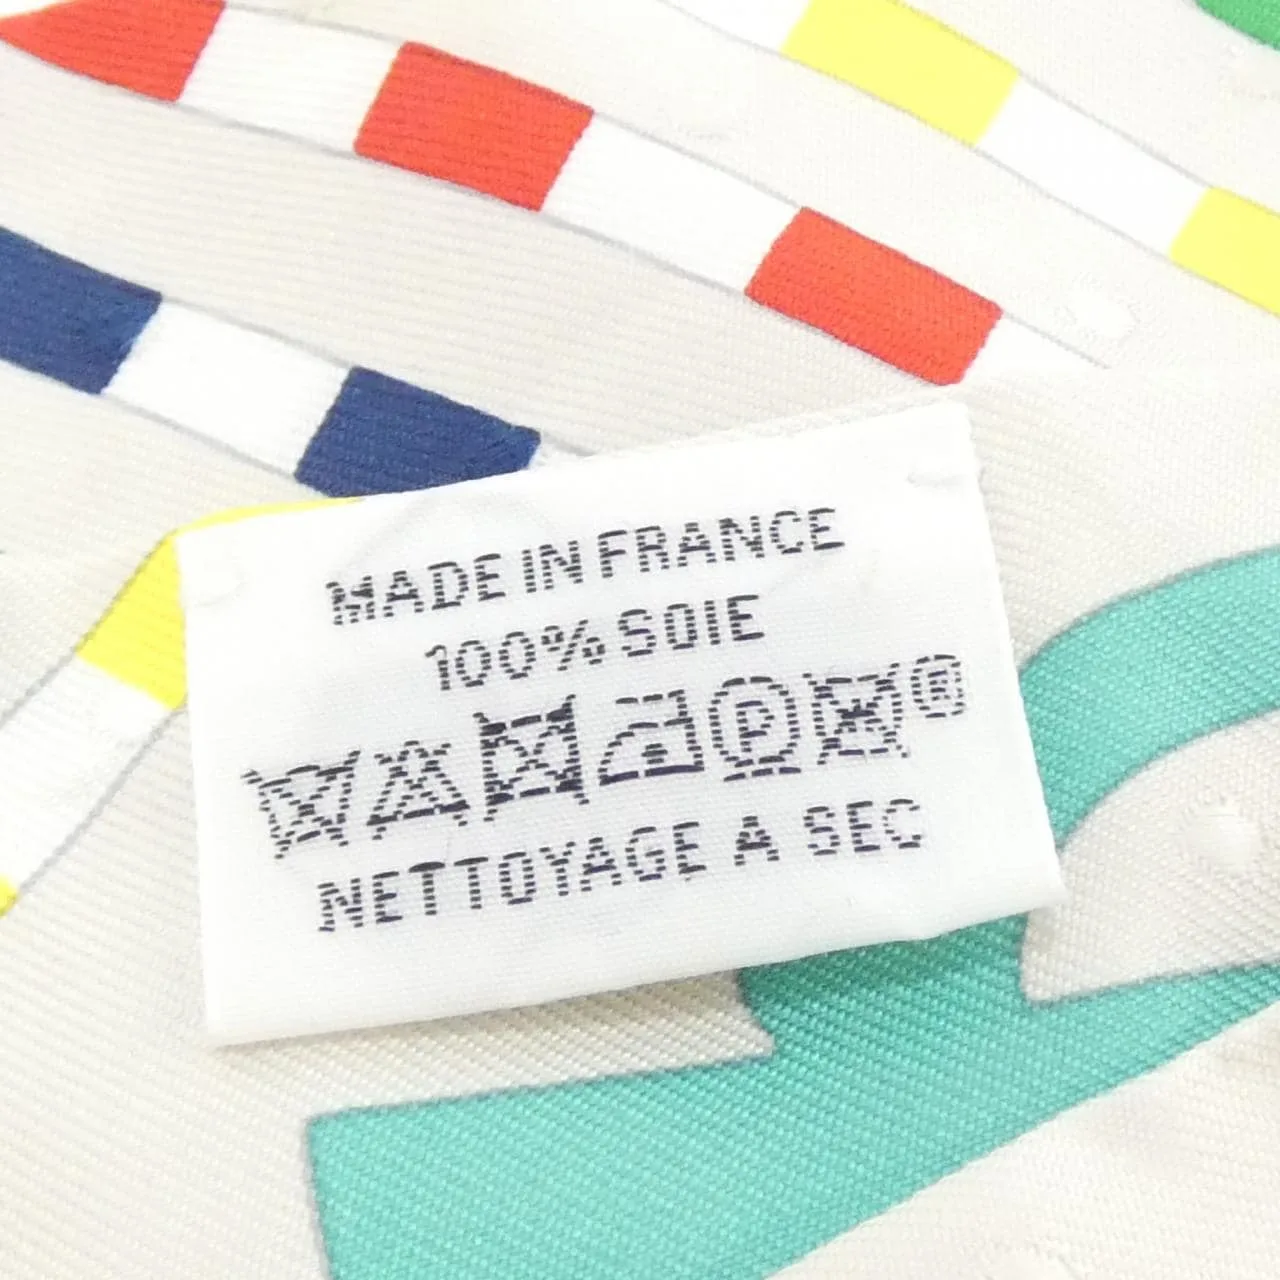 MADE IN FRANCE
100% SOIE
P ®
NETTOYAGE A SEC